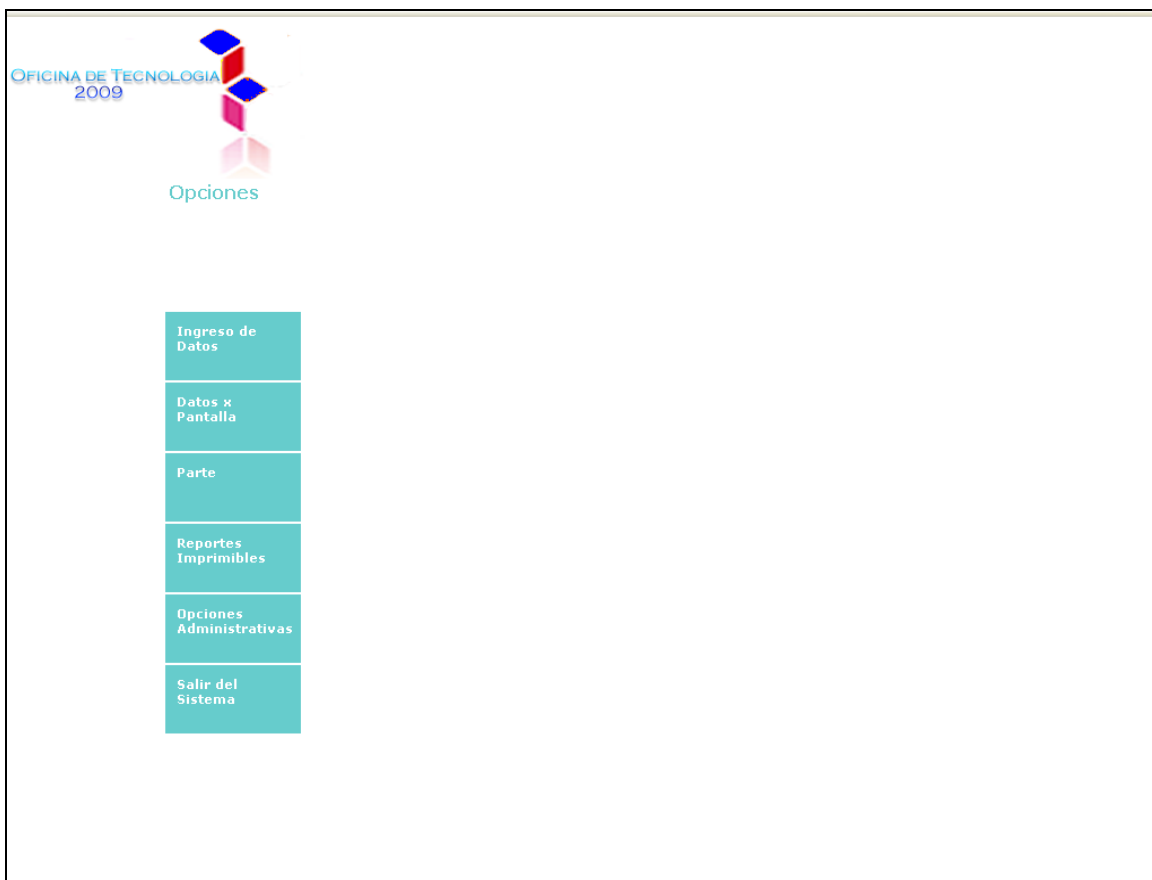 OFICINA DE TECNOLOGIA
2009
Opciones
Ingreso de
Datos
Datos x
Pantalla
Parte
Reportes
Imprimibles
Opciones
Administrativas
Salir del
Sistema